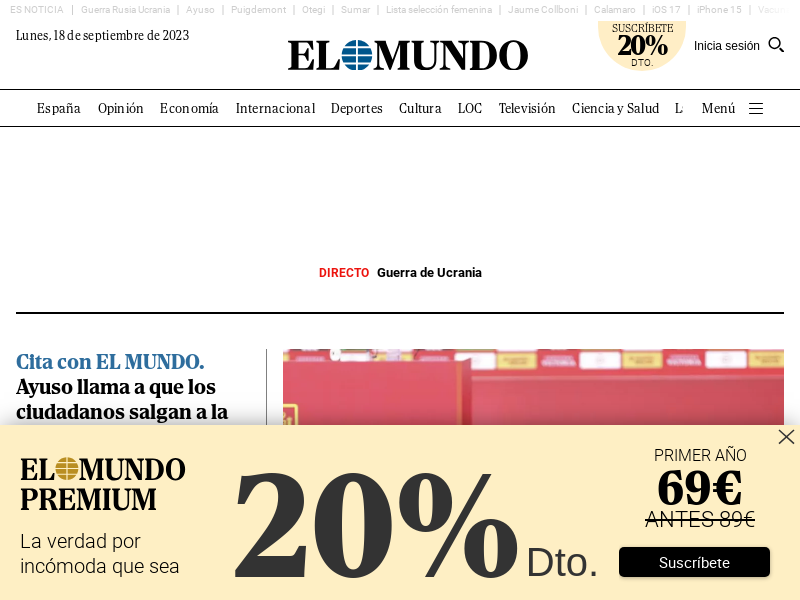 ES NOTICIA Guerra Rusia Ucrania Ayuso Puigdemont Otegi Sumar Lista selección femenina Jaume Collboni Calamaro iOS 17 iPhone 15
Lunes, 18 de septiembre de 2023
EL MUNDO
SUSCRÍBETE
20%
DTO.
Inicia sesión
España Opinión Economía Internacional Deportes Cultura LOC Televisión Ciencia y Salud L Menú
DIRECTO Guerra de Ucrania
Cita con EL MUNDO.
Ayuso llama a que los
ciudadanos salgan a la
EL MUNDO
PREMIUM
La verdad por
incómoda que sea
20% Dto.
PRIMER AÑO
69€
ANTES 89€
Suscríbete